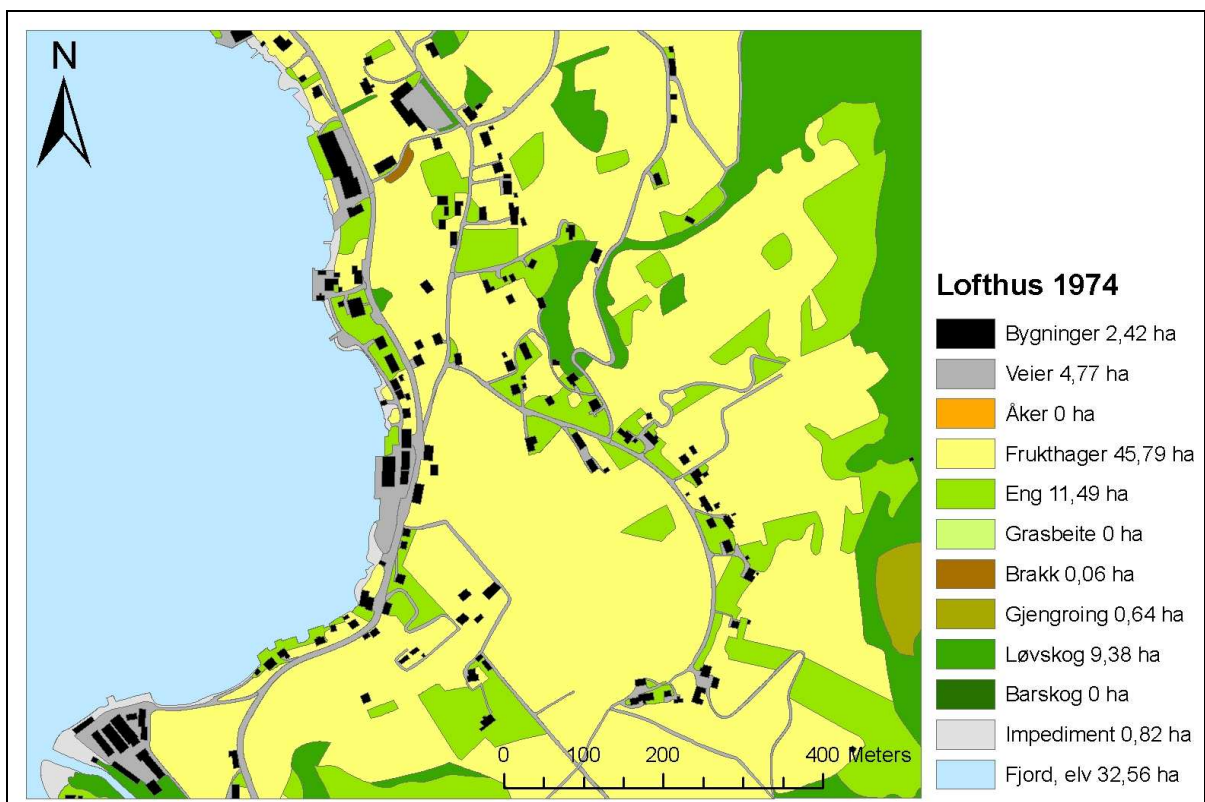 N
Lofthus 1974
Bygninger 2,42 ha
Veier 4,77 ha
Åker 0 ha
Frukthager 45,79 ha
Eng 11,49 ha
Grasbeite 0 ha
Brakk 0,06 ha
Gjengroing 0,64 ha
Løvskog 9,38 ha
Barskog 0 ha
Impediment 0,82 ha
Fjord, elv 32,56 ha
0 100 200 400 Meters